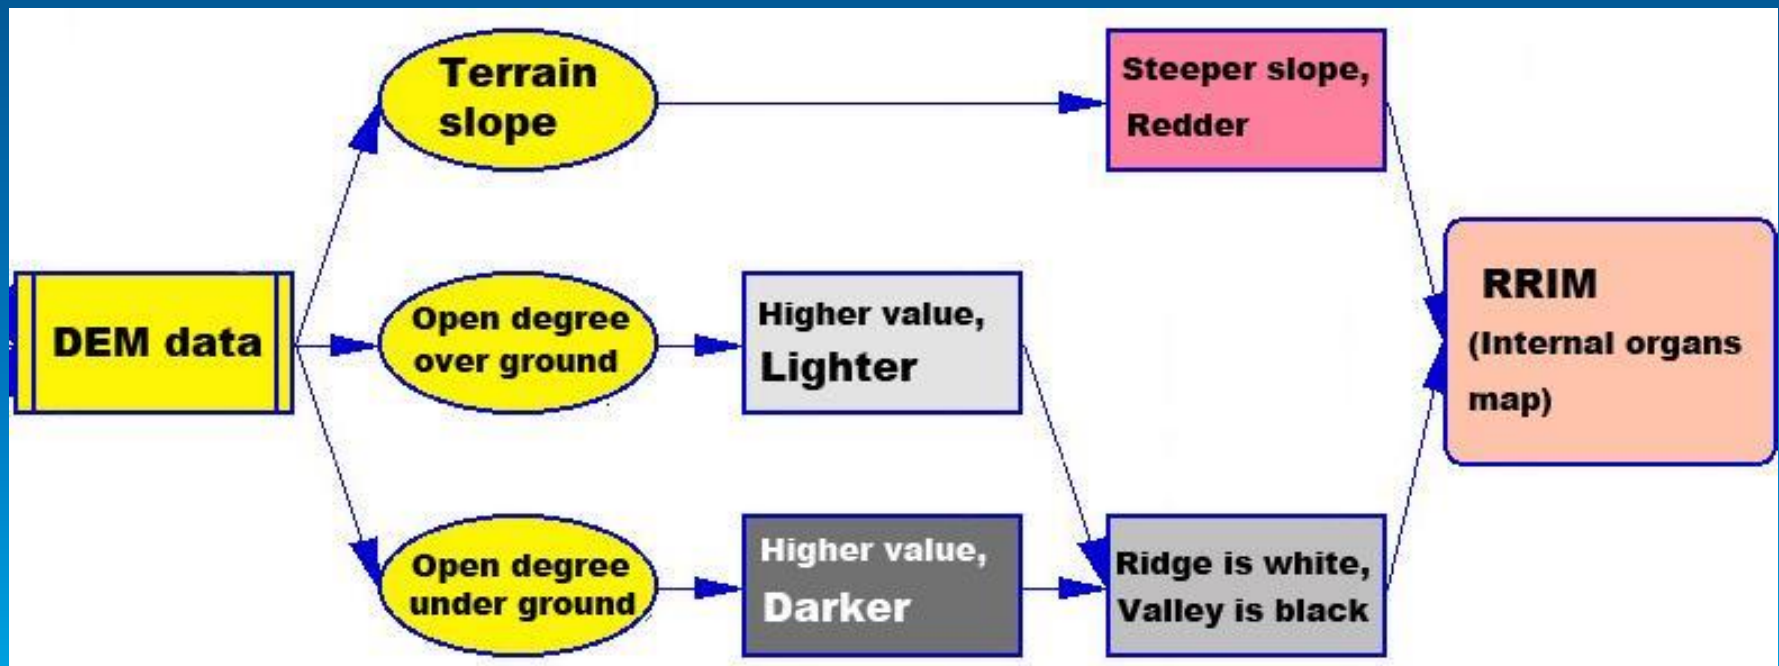 Terrain
slope
Steeper slope,
Redder
DEM data
Open degree
over ground
Higher value,
Lighter
RRIM
(Internal organs
map)
Open degree
under ground
Higher value,
Darker
Ridge is white,
Valley is black